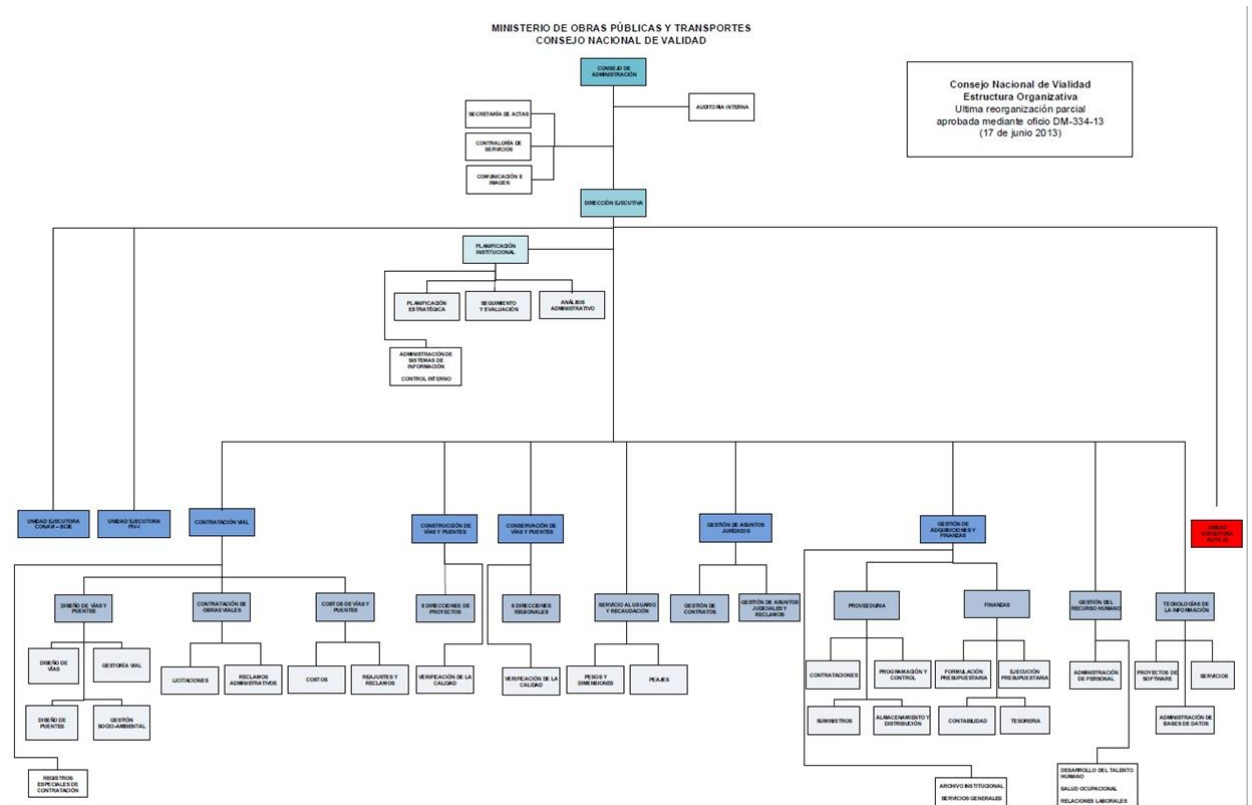 MINISTERIO DE OBRAS PÚBLICAS Y TRANSPORTES
CONSEJO NACIONAL DE VALIDAD
CONSEJO DE
ADMINISTRACIÓN
Consejo Nacional de Vialidad
Estructura Organizativa
Ultima reorganización parcial
aprobada mediante oficio DM-334-13
(17 de junio 2013)
AUDITORIA INTERNA
SECRETARÍA DE ACTAS
CONTRALORÍA DE
SERVICIOS
COMUNICACIÓN E
IMAGEN
DIRECCIÓN EJECUTIVA
PLANIFICACIÓN
INSTITUCIONAL
PLANIFICACIÓN
ESTRATÉGICA
SEGUIMIENTO
Y EVALUACIÓN
ANÁLISIS
ADMINISTRATIVO
ADMINISTRACIÓN DE
SISTEMAS DE
INFORMACIÓN
CONTROL INTERNO
UNIDAD EJECUTORA
CONAVI – BCIE
UNIDAD EJECUTORA
PIV-I
CONTRATACIÓN VIAL
CONSTRUCCIÓN DE
VÍAS Y PUENTES
CONSERVACIÓN DE
VÍAS Y PUENTES
GESTIÓN DE ASUNTOS
JURÍDICOS
GESTIÓN DE
ADQUISICIONES Y
FINANZAS
UNIDAD
EJECUTORA
DISEÑO DE VÍAS Y
PUENTES
CONTRATACIÓN DE
OBRAS VIALES
COSTOS DE VÍAS Y
PUENTES
8 DIRECCIONES DE
PROYECTOS
6 DIRECCIONES
REGIONALES
SERVICIO AL USUARIO
Y RECAUDACIÓN
GESTIÓN DE
CONTRATOS
GESTIÓN DE ASUNTOS
JUDICIALES Y
RECLAMOS
PROVEEDURIA
FINANZAS
GESTIÓN DEL
RECURSO HUMANO
TECNOLOGÍAS DE
LA INFORMACIÓN
DISEÑO DE
VÍAS
GESTORÍA VIAL
LICITACIONES
RECLAMOS
ADMINISTRATIVOS
COSTOS
REAJUSTES Y
RECLAMOS
VERIFICACIÓN DE LA
CALIDAD
VERIFICACIÓN DE LA
CALIDAD
PESOS Y
DIMENSIONES
PEAJES
CONTRATACIONES
PROGRAMACIÓN Y
CONTROL
FORMULACIÓN
PRESUPUESTARIA
EJECUCIÓN
PRESUPUESTARIA
ADMINISTRACIÓN
DE PERSONAL
PROYECTOS DE
SOFTWARE
SERVICIOS
DISEÑO DE
PUENTES
GESTIÓN
SOCIO-AMBIENTAL
SUMINISTROS
ALMACENAMIENTO Y
DISTRIBUCIÓN
CONTABILIDAD
TESORERIA
ADMINISTRACIÓN DE
BASES DE DATOS
REGISTROS
ESPECIALES DE
CONTRATACIÓN
ARCHIVO INSTITUCIONAL
SERVICIOS GENERALES
DESARROLLO DEL TALENTO
HUMANO
SALUD OCUPACIONAL
RELACIONES LABORALES